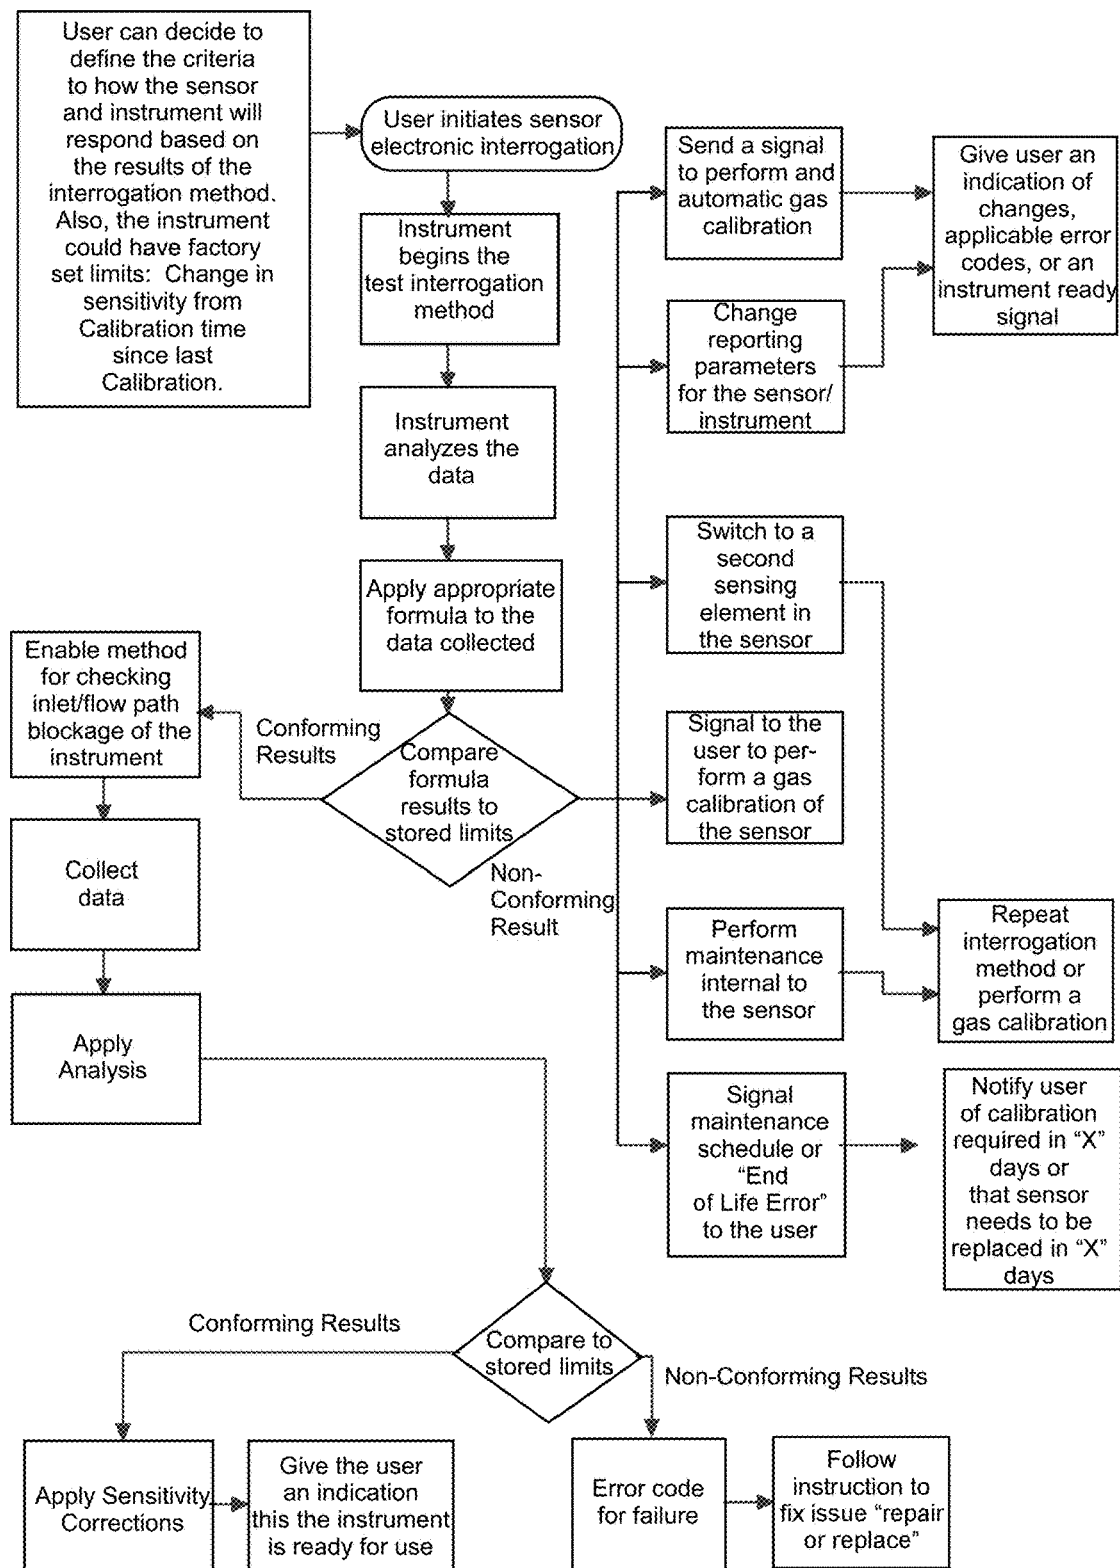 User can decide to
define the criteria
to how the sensor
and instrument will
respond based on
the results of the
interrogation method.
Also, the instrument
could have factory
set limits: Change in
sensitivity from
Calibration time
since last
Calibration.
User initiates sensor
electronic interrogation
Instrument
begins the
test interrogation
method
Instrument
analyzes the
data
Apply appropriate
formula to the
data collected
Compare
formula
results to
stored limits
Conforming
Results
Non-
Conforming
Result
Enable method
for checking
inlet/flow path
blockage of the
instrument
Collect
data
Apply
Analysis
Send a signal
to perform and
automatic gas
calibration
Give user an
indication of
changes,
applicable error
codes, or an
instrument ready
signal
Change
reporting
parameters
for the sensor/
instrument
Switch to a
second
sensing
element in
the sensor
Signal to the
user to per-
form a gas
calibration of
the sensor
Perform
maintenance
internal to
the sensor
Repeat
interrogation
method or
perform a
gas calibration
Signal
maintenance
schedule or
“End
of Life Error”
to the user
Notify user
of calibration
required in “X”
days or
that sensor
needs to be
replaced in “X”
days
Compare to
stored limits
Conforming Results
Non-Conforming Results
Apply Sensitivity
Corrections
Give the user
an indication
this the instrument
is ready for use
Error code
for failure
Follow
instruction to
fix issue “repair
or replace”